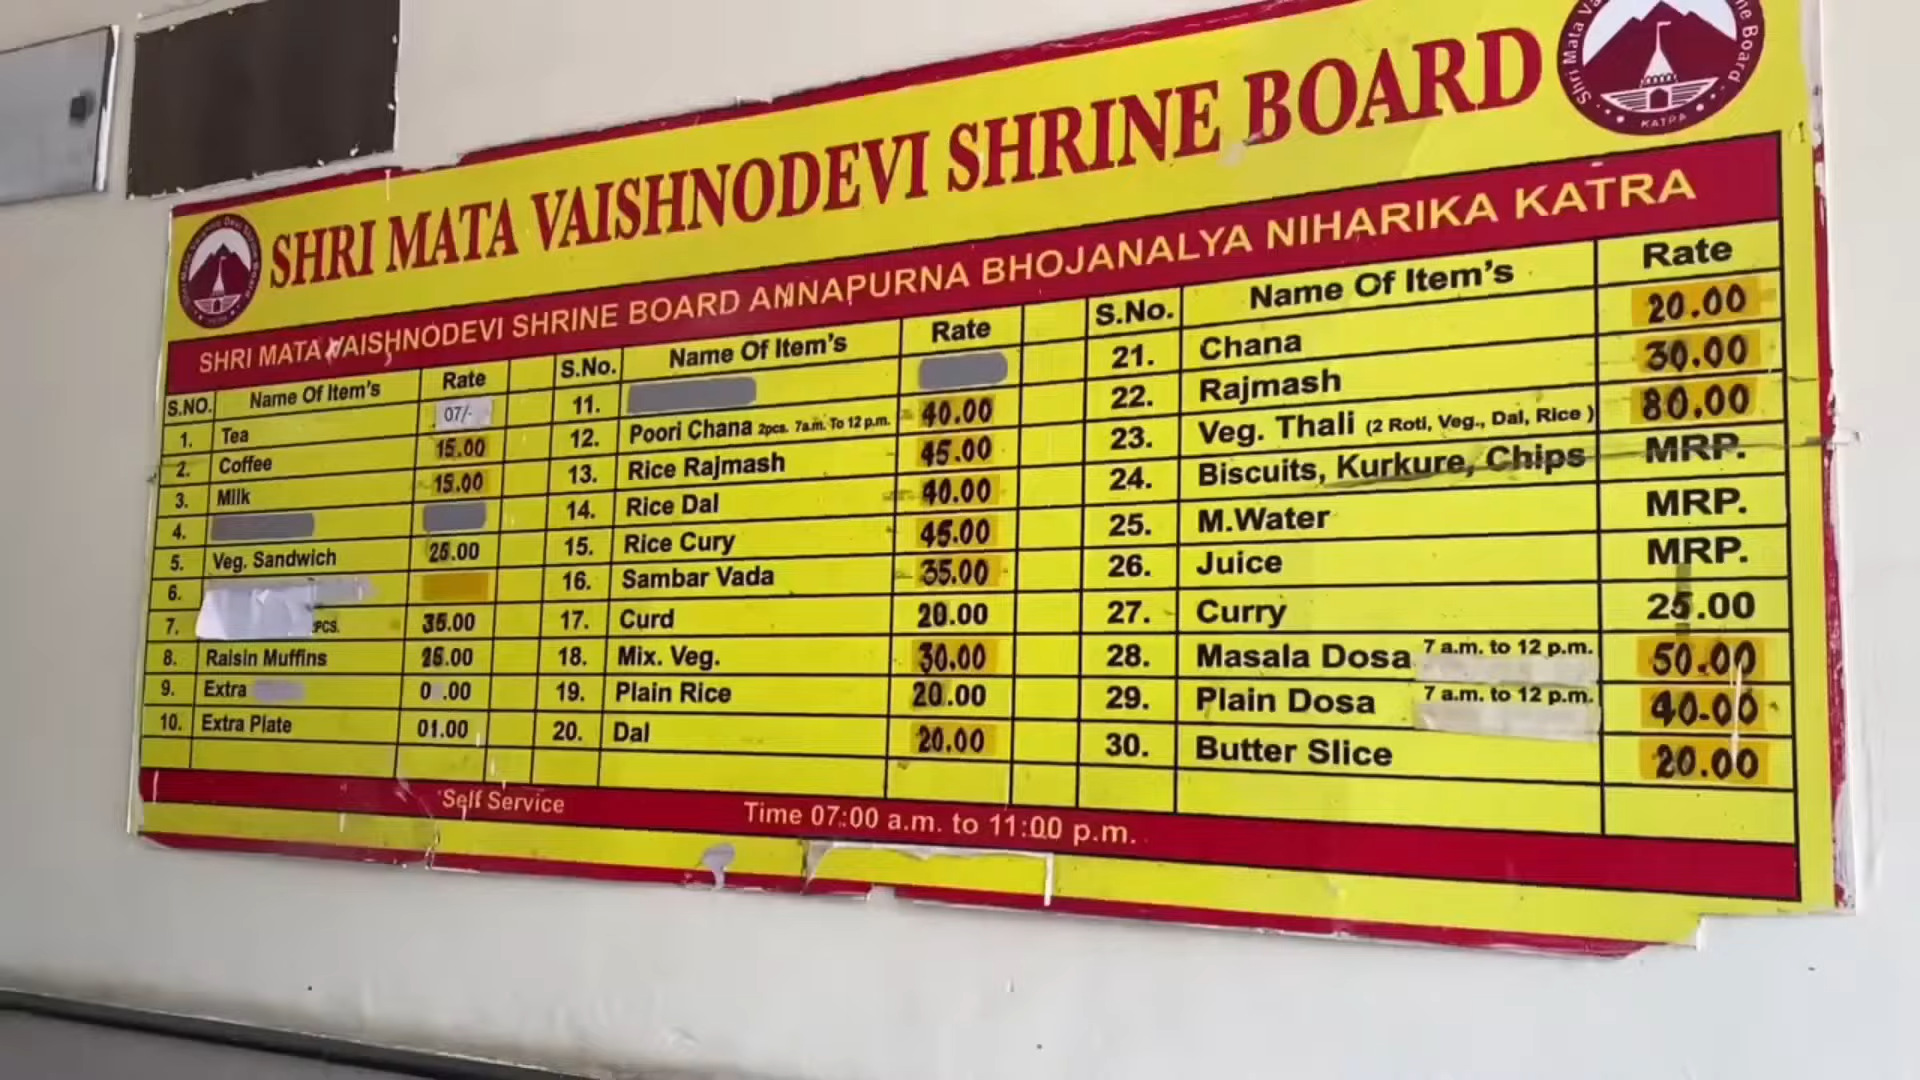 SHRI MATA VAISHNODEVI SHRINE BOARD
SHRI MATA VAISHNODEVI SHRINE BOARD ANNAPURNA BHOJANALYA NIHARIKA KATRA
S.NO. Name Of Item's Rate
1. Tea 07/-
2. Coffee 15.00
3. Milk 15.00
4.
5. Veg. Sandwich 25.00
6.
7. 2PCS. 35.00
8. Raisin Muffins 25.00
9. Extra 0 .00
10. Extra Plate 01.00
S.No. Name Of Item's Rate
11.
12. Poori Chana 2pcs. 7a.m. To 12 p.m. 40.00
13. Rice Rajmash 45.00
14. Rice Dal 40.00
15. Rice Cury 45.00
16. Sambar Vada 35.00
17. Curd 20.00
18. Mix. Veg. 30.00
19. Plain Rice 20.00
20. Dal 20.00
S.No. Name Of Item's Rate
21. Chana 20.00
22. Rajmash 30.00
23. Veg. Thali (2 Roti, Veg., Dal, Rice ) 80.00
24. Biscuits, Kurkure, Chips MRP.
25. M.Water MRP.
26. Juice MRP.
27. Curry 25.00
28. Masala Dosa 7 a.m. to 12 p.m. 50.00
29. Plain Dosa 7 a.m. to 12 p.m. 40.00
30. Butter Slice 20.00
Self Service Time 07:00 a.m. to 11:00 p.m.
KATRA